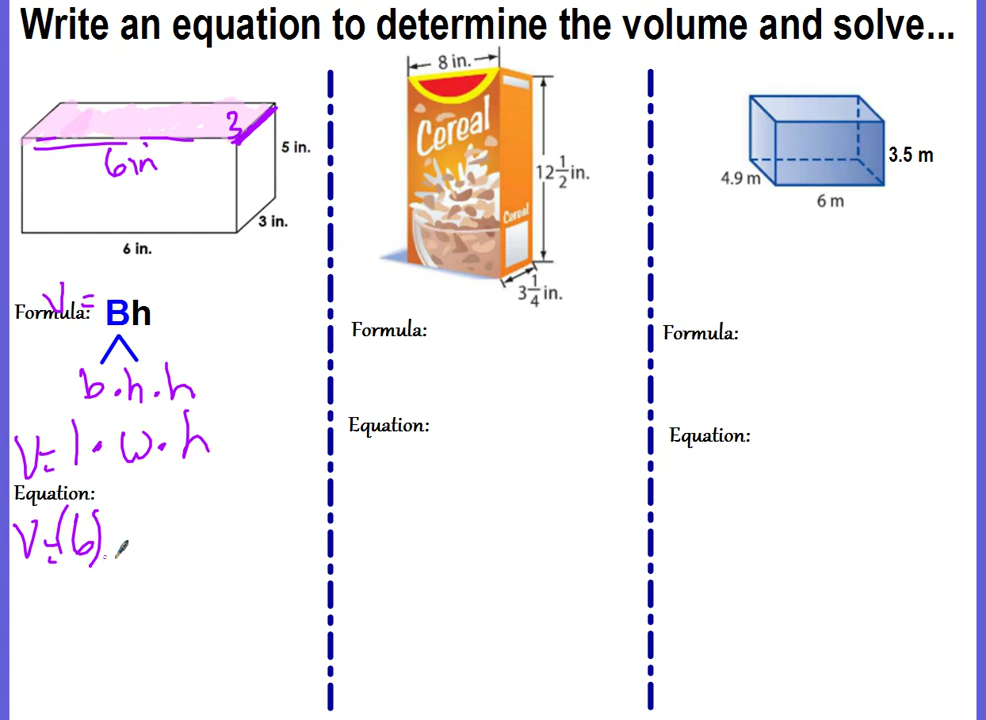 Write an equation to determine the volume and solve...
6in
3
5 in.
3 in.
6 in.
Formula: V = Bh
b·h·h
V= l·w·h
Equation:
V=(6).
8 in.
Cereal
12 1/2 in.
Cereal
3 1/4 in.
Formula:
Equation:
3.5 m
4.9 m
6 m
Formula:
Equation: